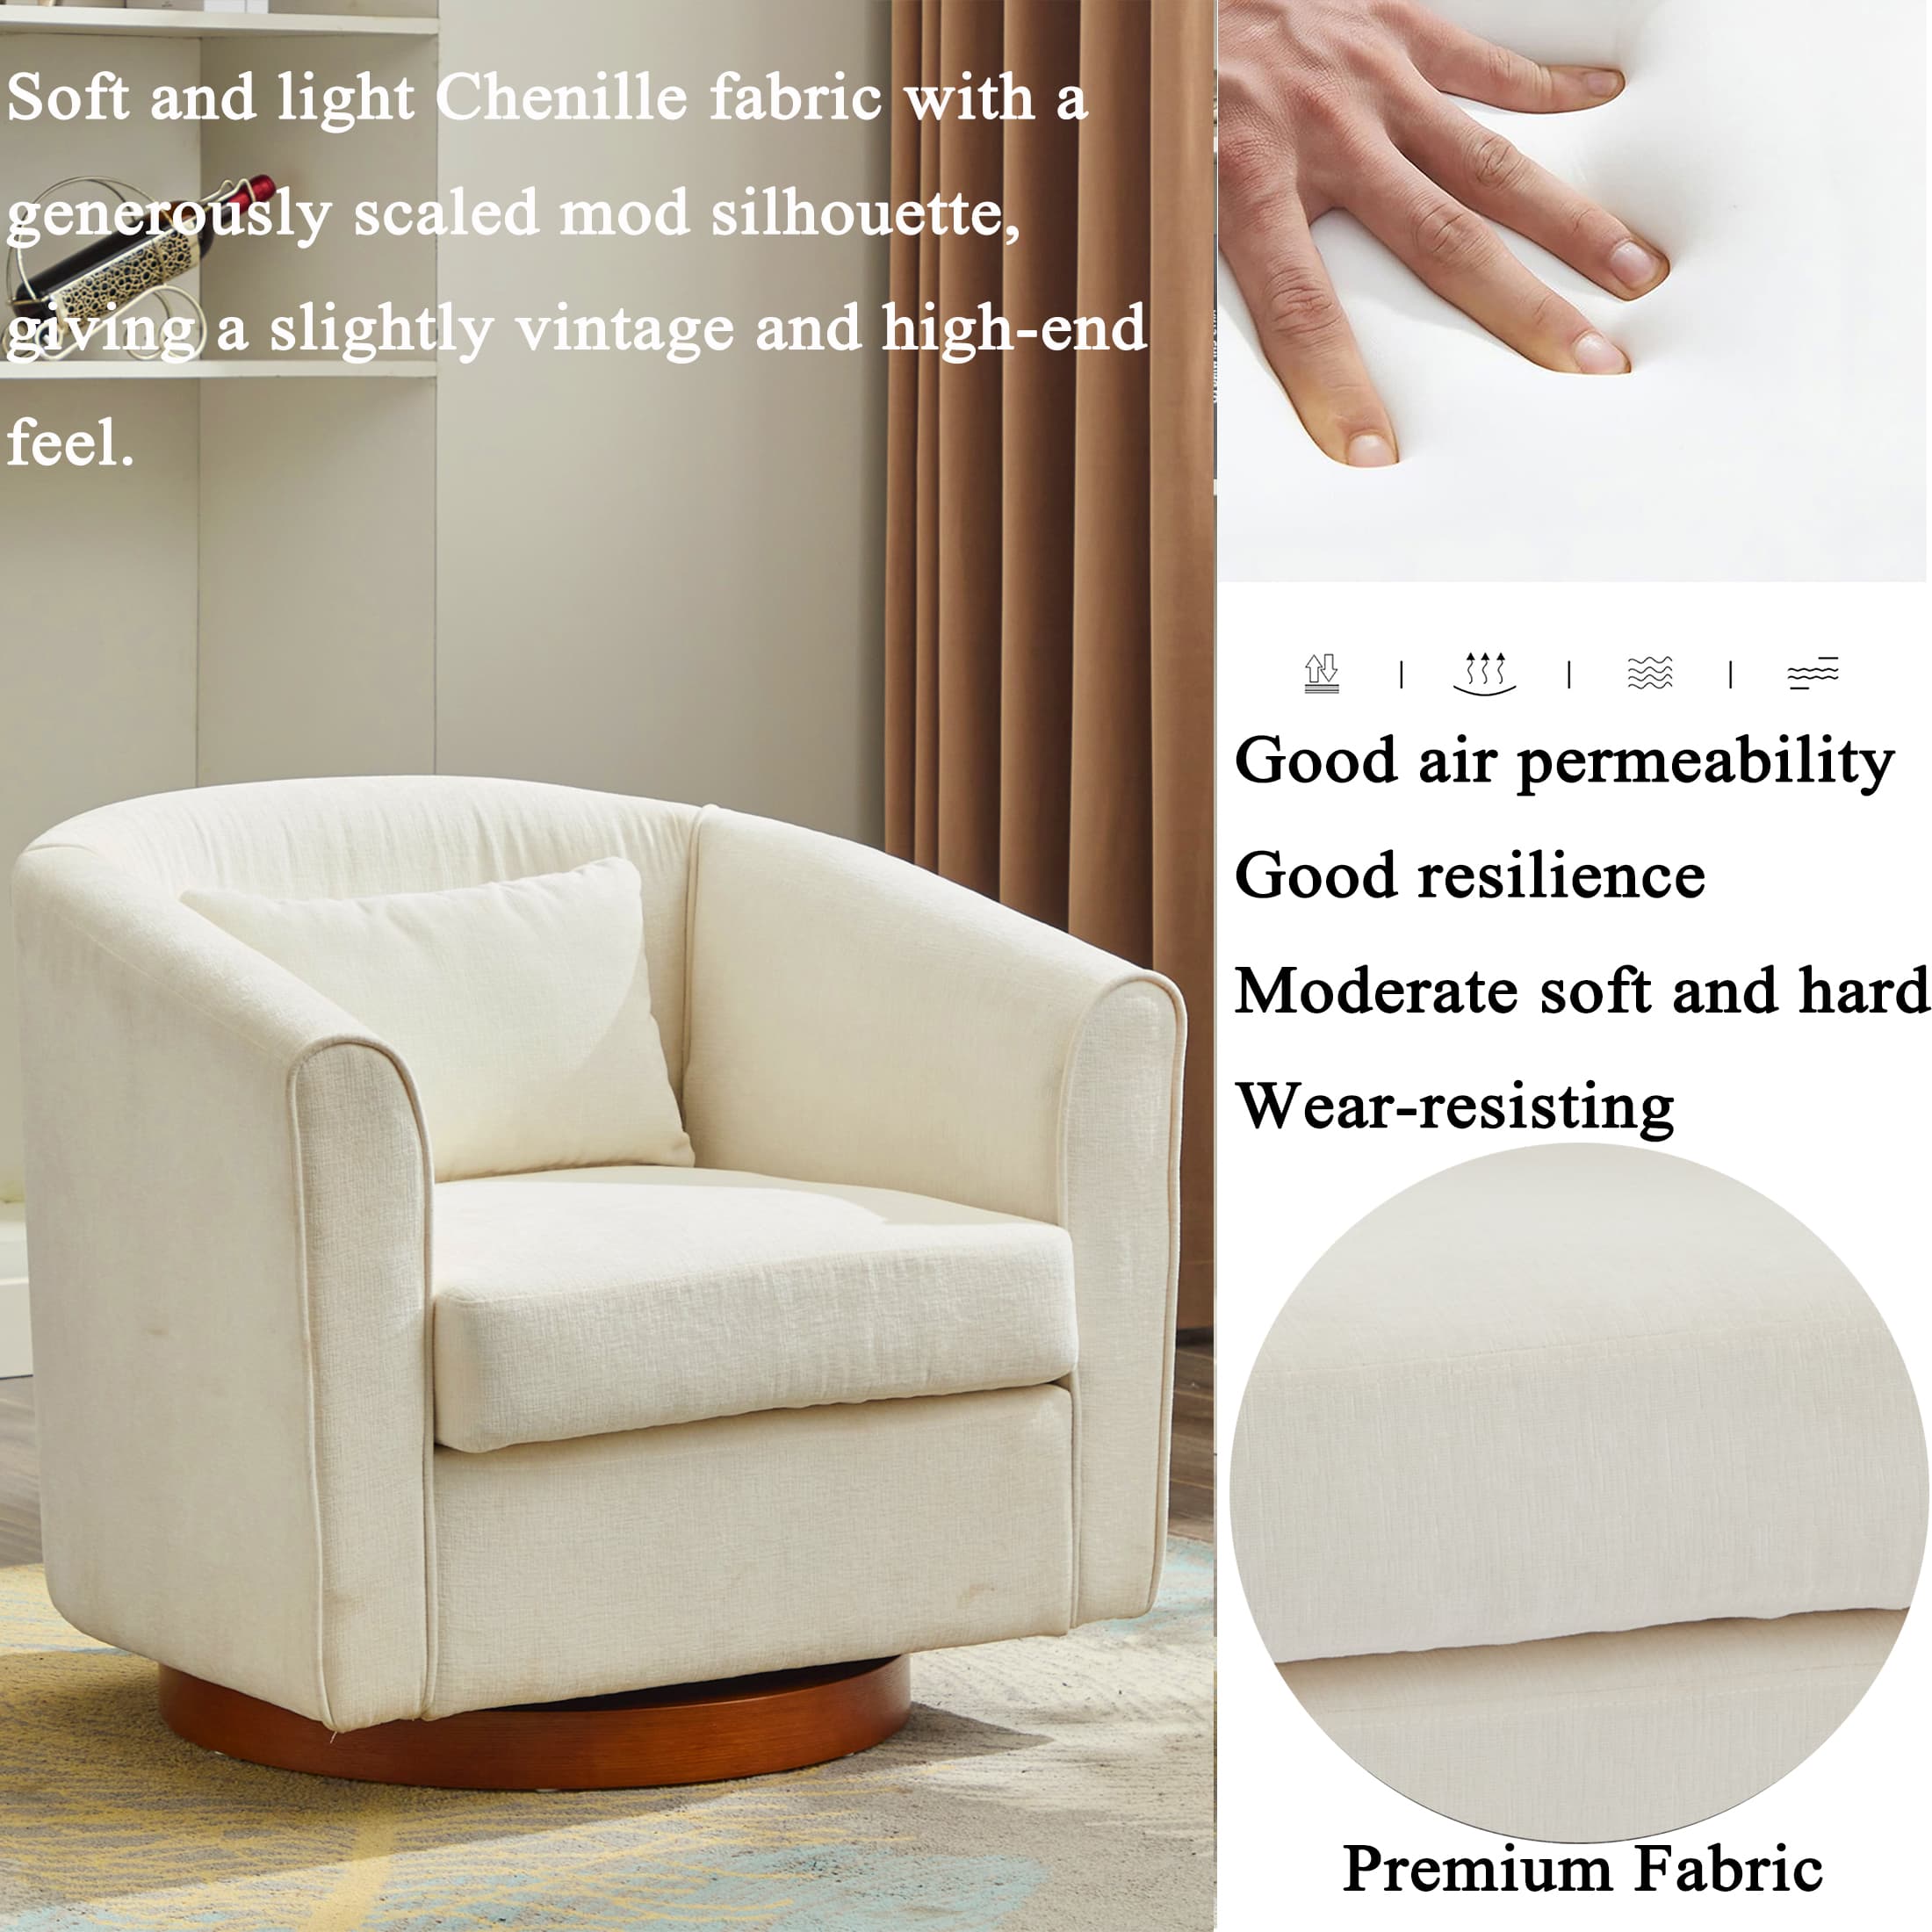 Soft and light Chenille fabric with a
generously scaled mod silhouette,
giving a slightly vintage and high-end
feel.
Good air permeability
Good resilience
Moderate soft and hard
Wear-resisting
Premium Fabric